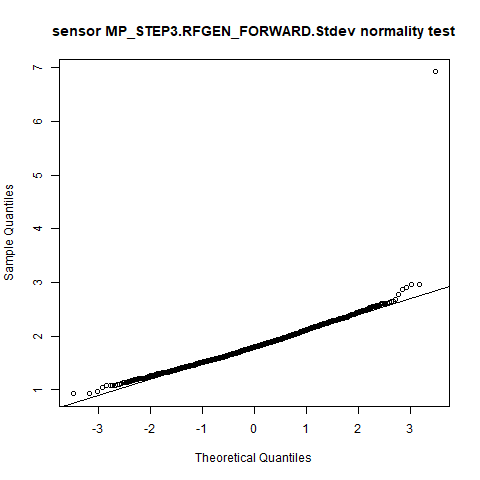 sensor MP_STEP3.RFGEN_FORWARD.Stdev normality test
7
6
5
4
3
2
1
Sample Quantiles
-3 -2 -1 0 1 2 3
Theoretical Quantiles